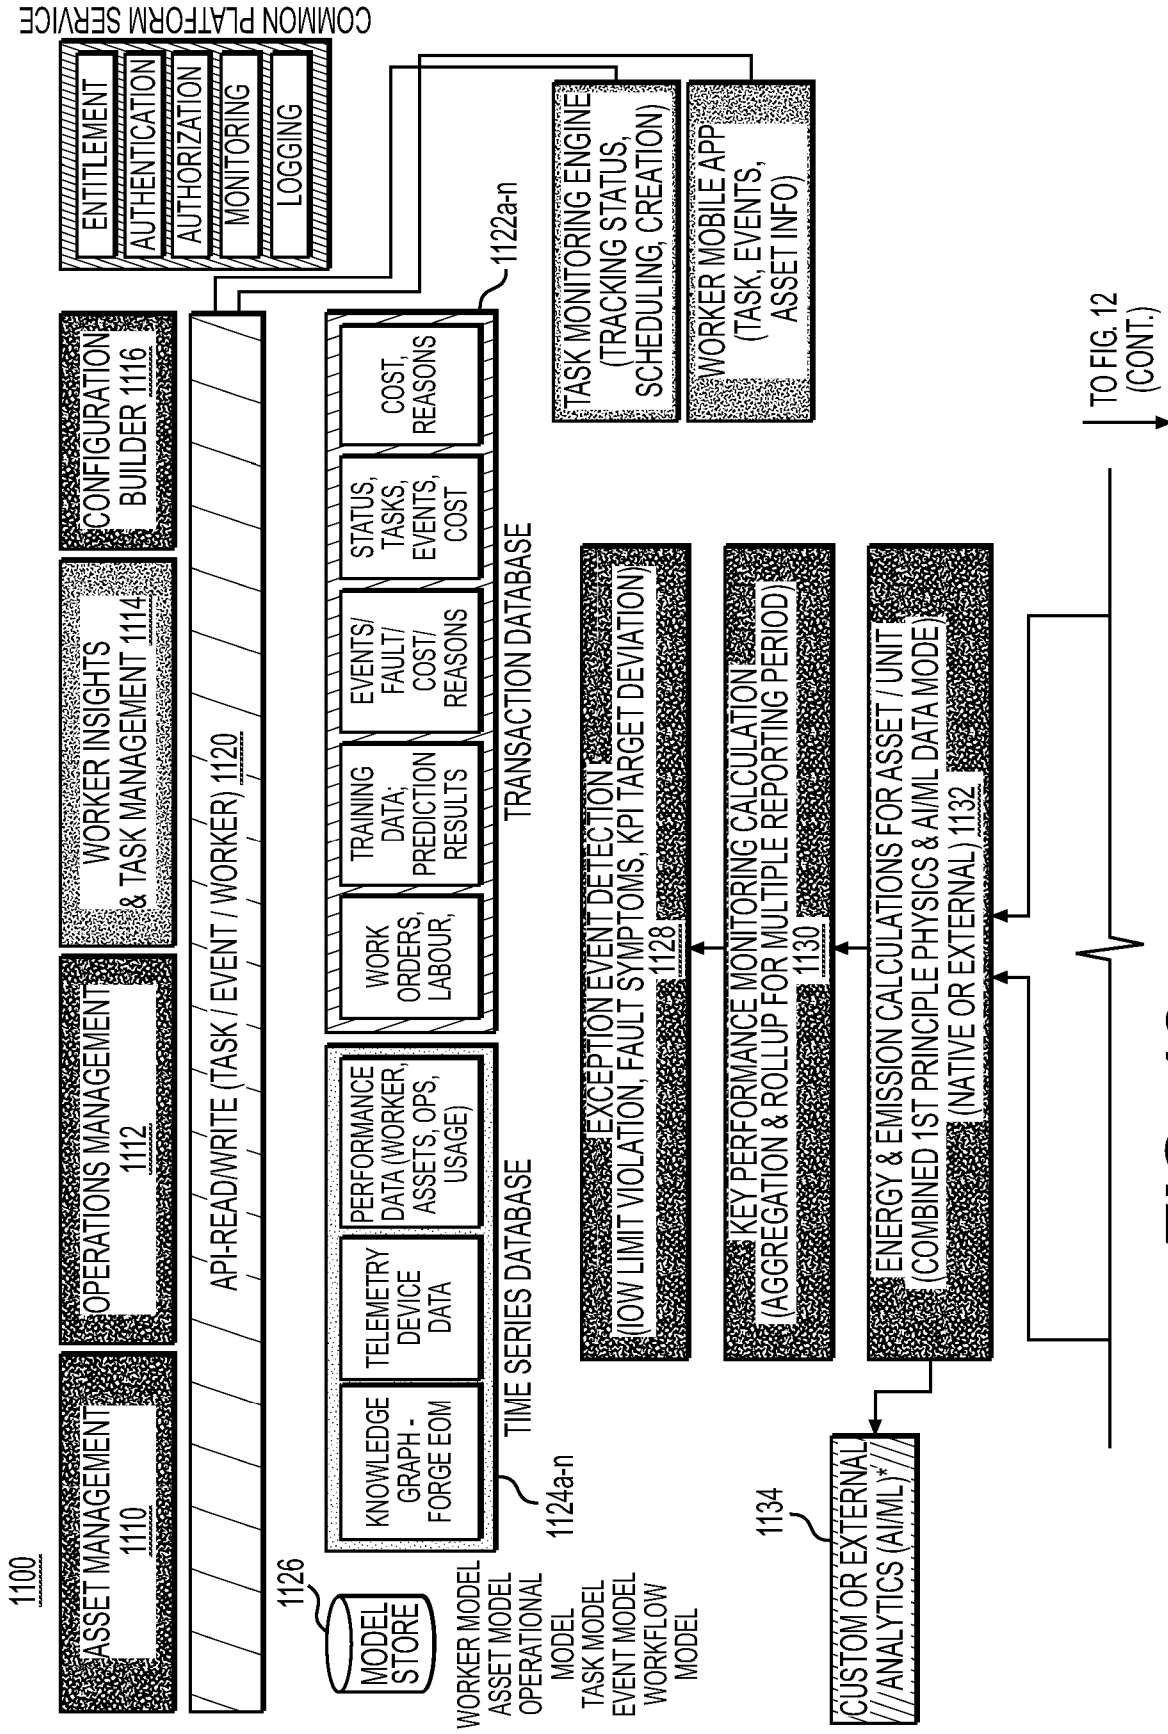 1100
ASSET MANAGEMENT
1110
OPERATIONS MANAGEMENT
1112
WORKER INSIGHTS
& TASK MANAGEMENT 1114
CONFIGURATION
BUILDER 1116
ENTITLEMENT
AUTHENTICATION
AUTHORIZATION
MONITORING
LOGGING
COMMON PLATFORM SERVICE
API-READ/WRITE (TASK / EVENT / WORKER) 1120
1126
MODEL
STORE
WORKER MODEL
ASSET MODEL
OPERATIONAL
MODEL
TASK MODEL
EVENT MODEL
WORKFLOW
MODEL
KNOWLEDGE
GRAPH -
FORGE EOM
TELEMETRY
DEVICE
DATA
PERFORMANCE
DATA (WORKER,
ASSETS, OPS,
USAGE)
TIME SERIES DATABASE
1124a-n
WORK
ORDERS,
LABOUR,
TRAINING
DATA;
PREDICTION
RESULTS
EVENTS/
FAULT/
COST/
REASONS
STATUS,
TASKS,
EVENTS,
COST
COST,
REASONS
TRANSACTION DATABASE
1122a-n
TASK MONITORING ENGINE
(TRACKING STATUS,
SCHEDULING, CREATION)
WORKER MOBILE APP
(TASK, EVENTS,
ASSET INFO)
EXCEPTION EVENT DETECTION
(IOW LIMIT VIOLATION, FAULT SYMPTOMS, KPI TARGET DEVIATION)
1128
KEY PERFORMANCE MONITORING CALCULATION
(AGGREGATION & ROLLUP FOR MULTIPLE REPORTING PERIOD)
1130
ENERGY & EMISSION CALCULATIONS FOR ASSET / UNIT
(COMBINED 1ST PRINCIPLE PHYSICS & AI/ML DATA MODE)
(NATIVE OR EXTERNAL) 1132
1134
CUSTOM OR EXTERNAL
ANALYTICS (AI/ML)*
TO FIG. 12
(CONT.)